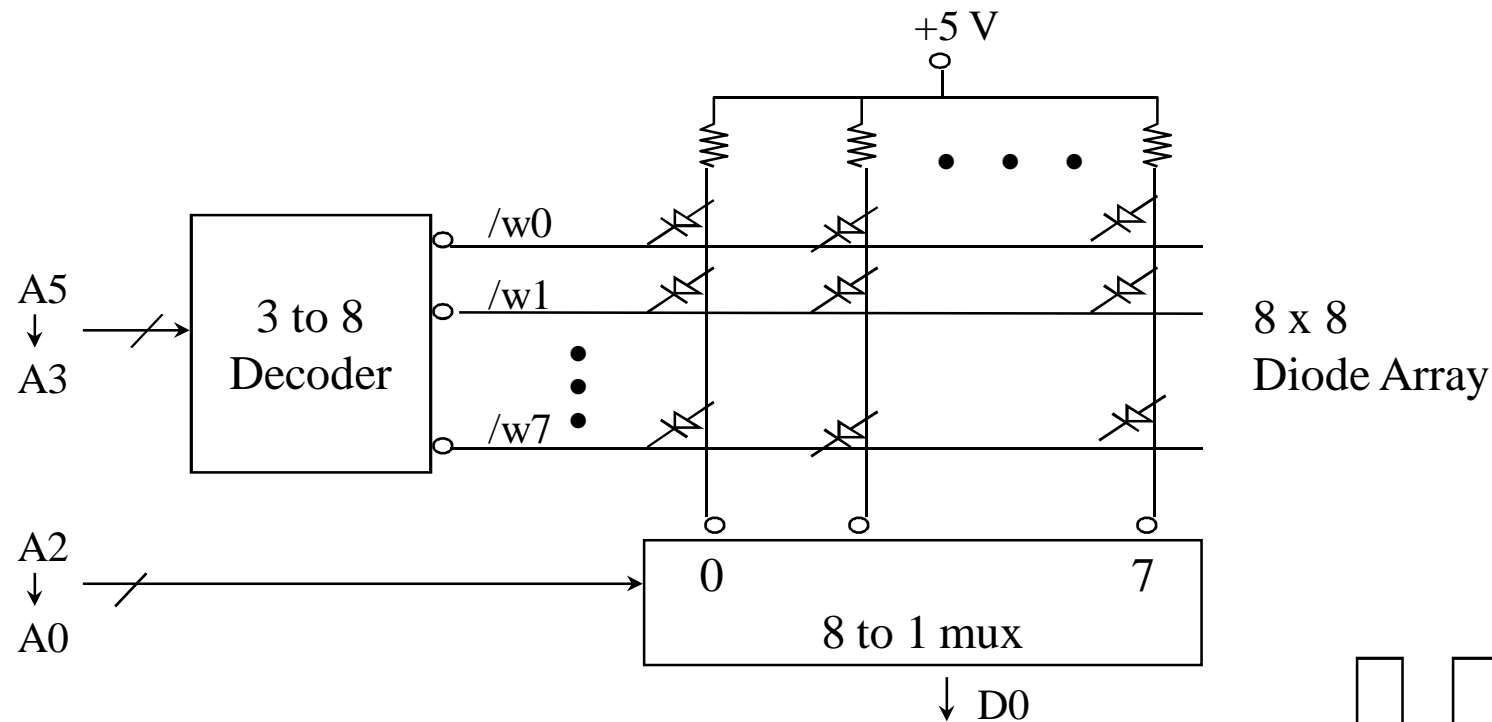 +5 V
/w0
/w1
/w7
A5
A3
3 to 8
Decoder
8 x 8
Diode Array
A2
A0
0
7
8 to 1 mux
D0